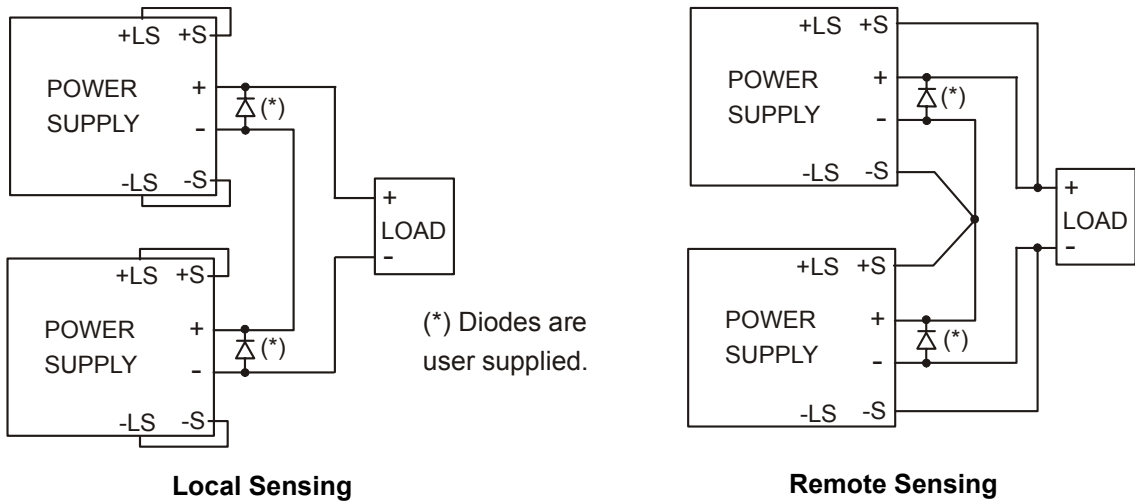 +LS +S
POWER
SUPPLY
+
(*)
-
-LS -S
+LS +S
POWER
SUPPLY
+
(*)
-
-LS -S
+
LOAD
-
(*) Diodes are
user supplied.
Local Sensing
+LS +S
POWER
SUPPLY
+
(*)
-
-LS -S
+LS +S
POWER
SUPPLY
+
(*)
-
-LS -S
+
LOAD
-
Remote Sensing